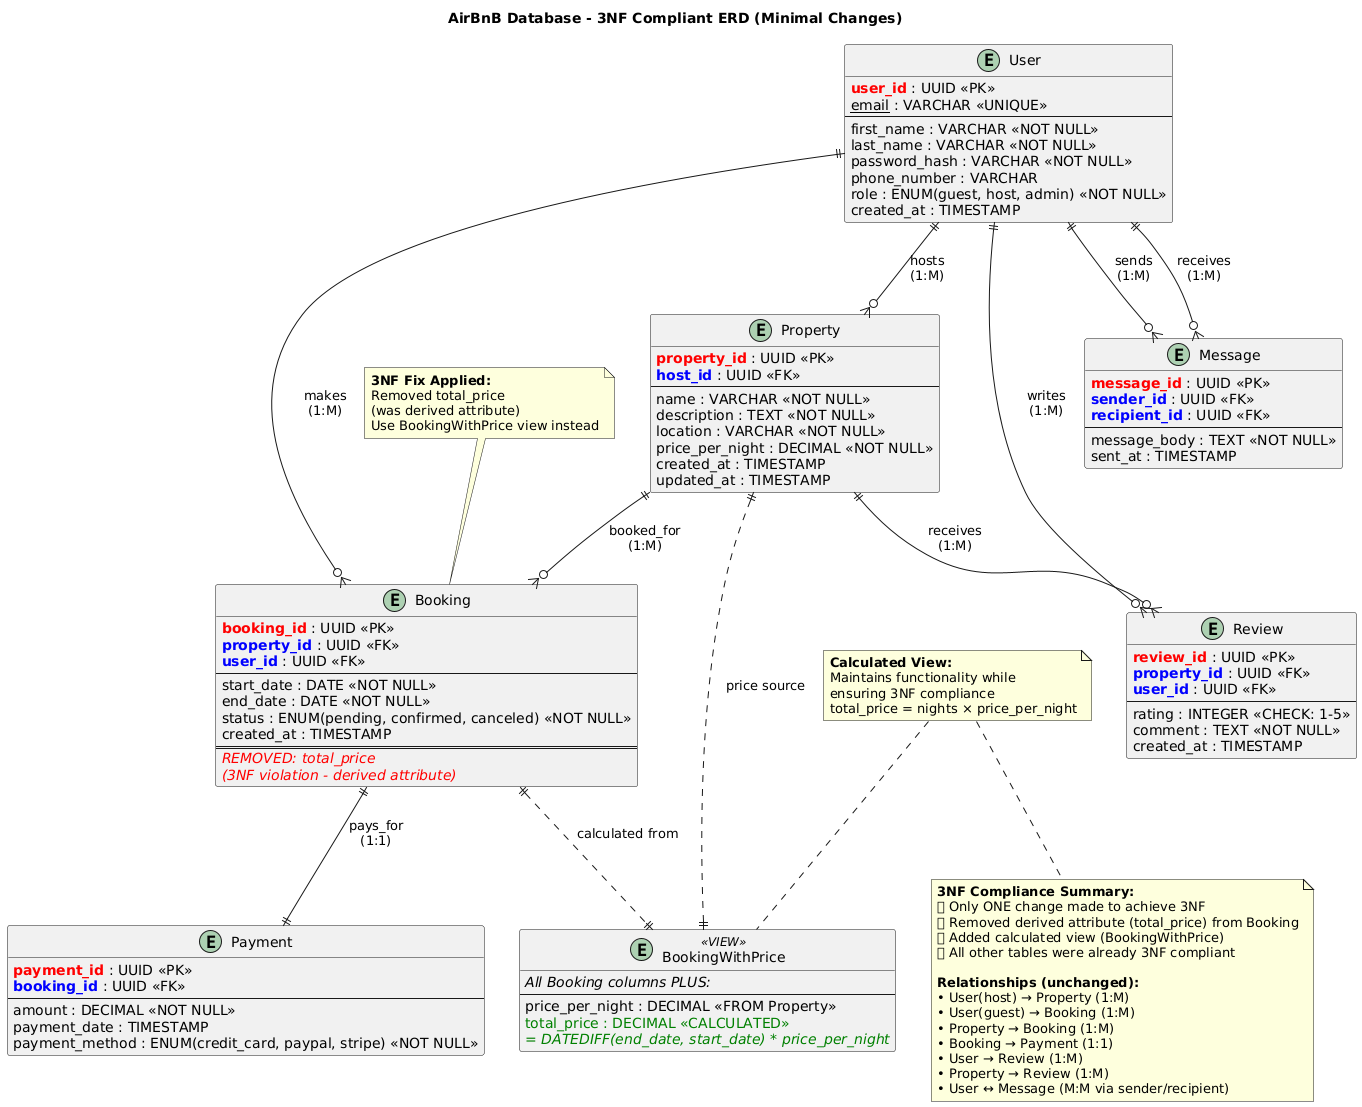 AirBnB Database - 3NF Compliant ERD (Minimal Changes)
E User
user_id : UUID «PK»
email : VARCHAR «UNIQUE»
first_name : VARCHAR «NOT NULL»
last_name : VARCHAR «NOT NULL»
password_hash : VARCHAR «NOT NULL»
phone_number : VARCHAR
role : ENUM(guest, host, admin) «NOT NULL»
created_at : TIMESTAMP
hosts
(1:M)
sends
(1:M)
receives
(1:M)
E Property
property_id : UUID «PK»
host_id : UUID «FK»
name : VARCHAR «NOT NULL»
description : TEXT «NOT NULL»
location : VARCHAR «NOT NULL»
price_per_night : DECIMAL «NOT NULL»
created_at : TIMESTAMP
updated_at : TIMESTAMP
E Message
message_id : UUID «PK»
sender_id : UUID «FK»
recipient_id : UUID «FK»
message_body : TEXT «NOT NULL»
sent_at : TIMESTAMP
makes
(1:M)
3NF Fix Applied:
Removed total_price
(was derived attribute)
Use BookingWithPrice view instead
writes
(1:M)
booked_for
(1:M)
receives
(1:M)
E Booking
booking_id : UUID «PK»
property_id : UUID «FK»
user_id : UUID «FK»
start_date : DATE «NOT NULL»
end_date : DATE «NOT NULL»
status : ENUM(pending, confirmed, canceled) «NOT NULL»
created_at : TIMESTAMP
REMOVED: total_price
(3NF violation - derived attribute)
price source
Calculated View:
Maintains functionality while
ensuring 3NF compliance
total_price = nights × price_per_night
E Review
review_id : UUID «PK»
property_id : UUID «FK»
user_id : UUID «FK»
rating : INTEGER «CHECK: 1-5»
comment : TEXT «NOT NULL»
created_at : TIMESTAMP
pays_for
(1:1)
calculated from
E Payment
payment_id : UUID «PK»
booking_id : UUID «FK»
amount : DECIMAL «NOT NULL»
payment_date : TIMESTAMP
payment_method : ENUM(credit_card, paypal, stripe) «NOT NULL»
«VIEW»
E BookingWithPrice
All Booking columns PLUS:
price_per_night : DECIMAL «FROM Property»
total_price : DECIMAL «CALCULATED»
= DATEDIFF(end_date, start_date) * price_per_night
3NF Compliance Summary:
Only ONE change made to achieve 3NF
Removed derived attribute (total_price) from Booking
Added calculated view (BookingWithPrice)
All other tables were already 3NF compliant
Relationships (unchanged):
• User(host) → Property (1:M)
• User(guest) → Booking (1:M)
• Property → Booking (1:M)
• Booking → Payment (1:1)
• User → Review (1:M)
• Property → Review (1:M)
• User ↔ Message (M:M via sender/recipient)